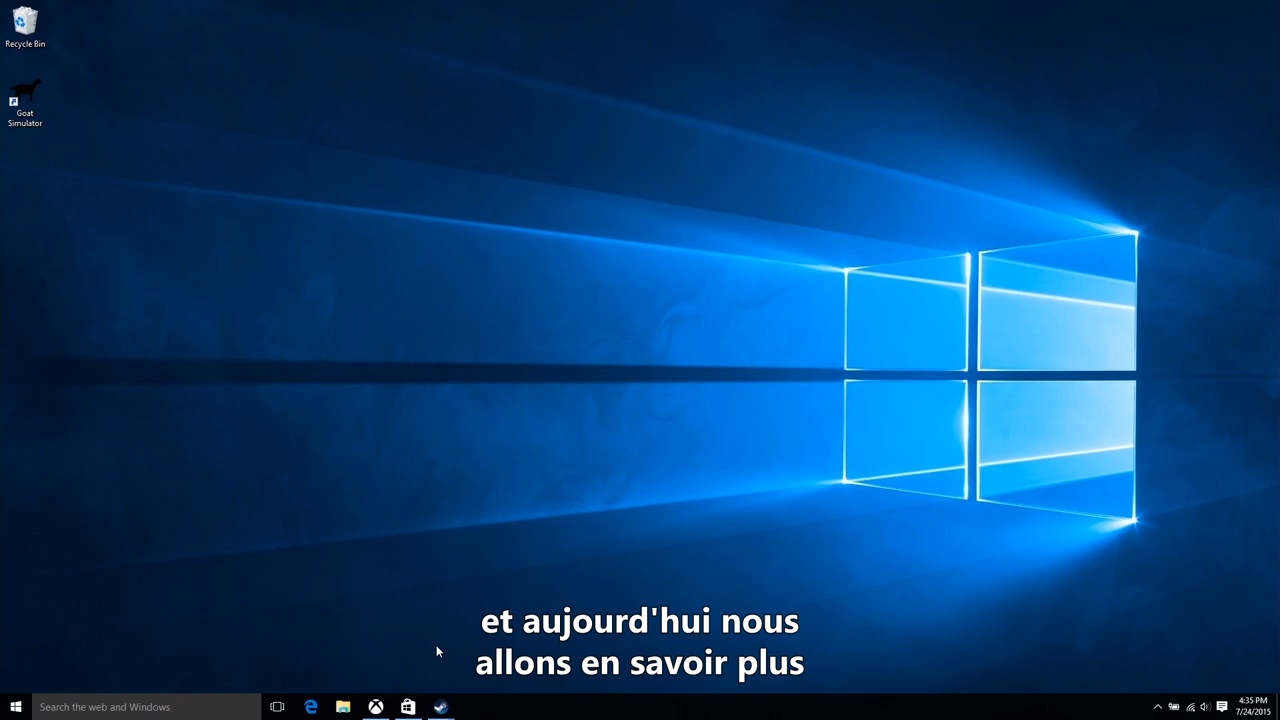 Recycle Bin
Goat
Simulator
et aujourd'hui nous
allons en savoir plus
Search the web and Windows
4:35 PM
7/24/2015